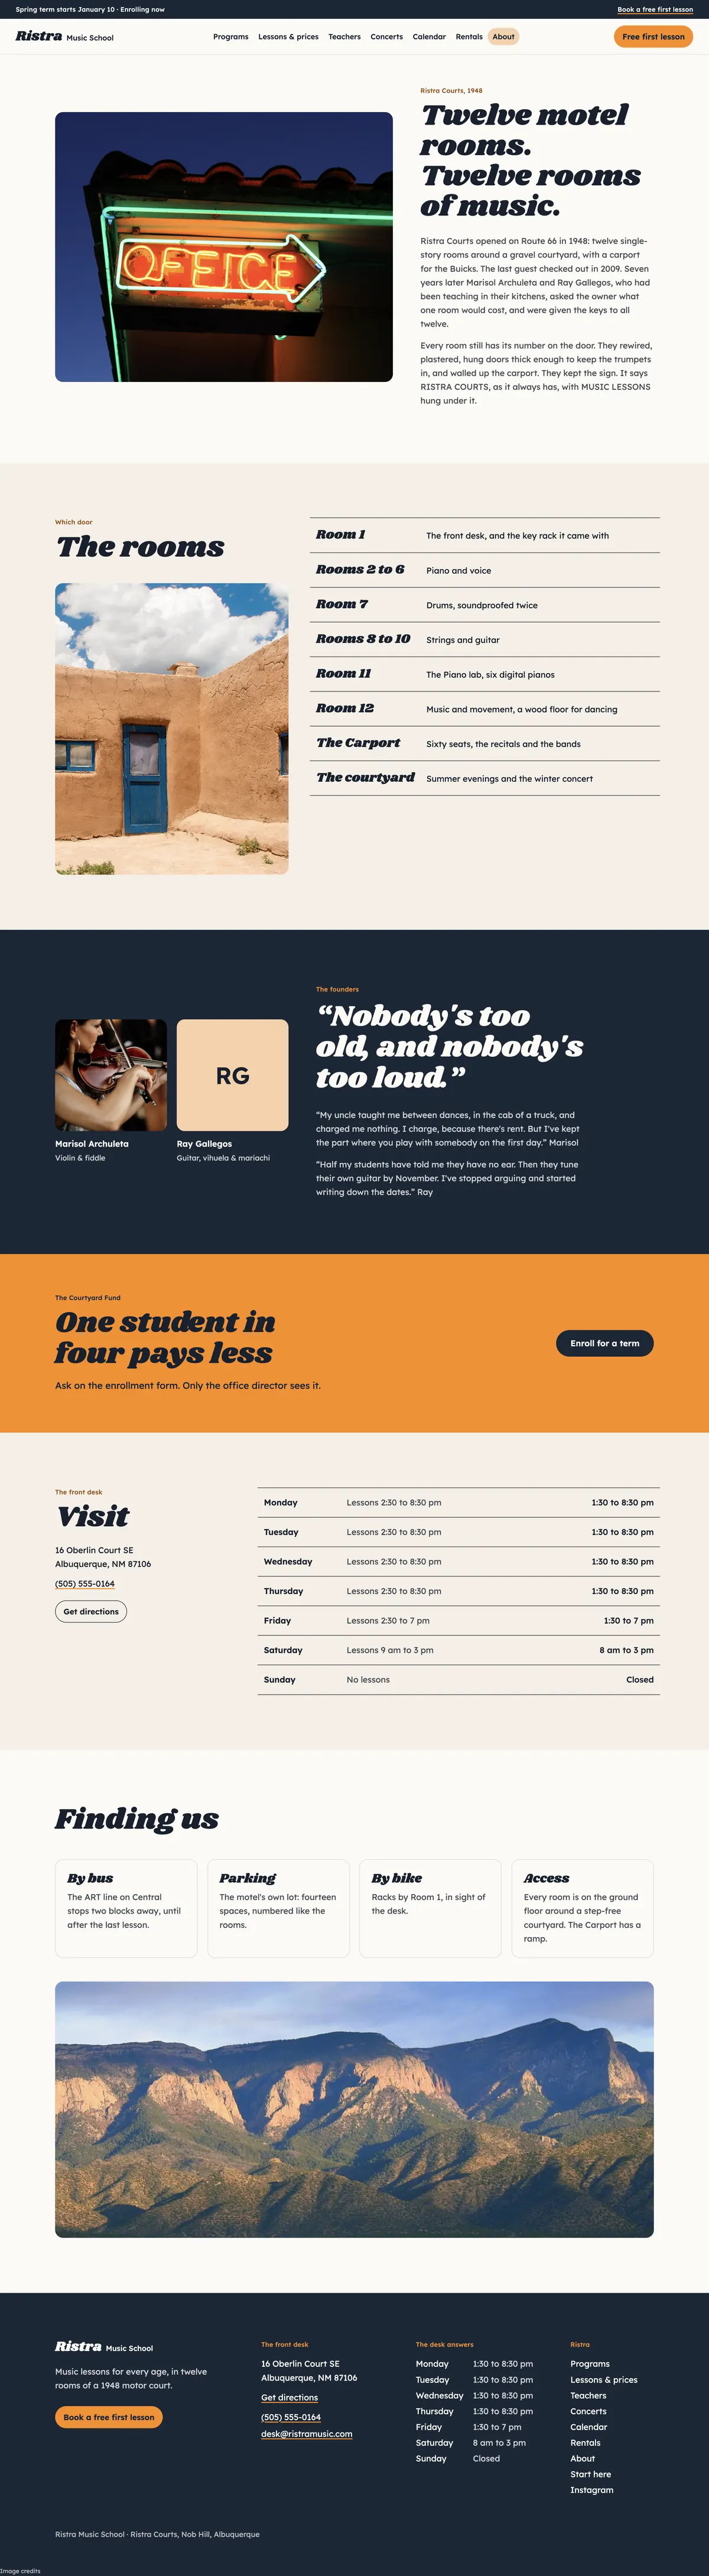 Spring term starts January 10 · Enrolling now
Book a free first lesson
Ristra Music School
Programs
Lessons & prices
Teachers
Concerts
Calendar
Rentals
About
Free first lesson
OFFICE
Ristra Courts, 1948
Twelve motel
rooms.
Twelve rooms
of music.
Ristra Courts opened on Route 66 in 1948: twelve single-
story rooms around a gravel courtyard, with a carport
for the Buicks. The last guest checked out in 2009. Seven
years later Marisol Archuleta and Ray Gallegos, who had
been teaching in their kitchens, asked the owner what
one room would cost, and were given the keys to all
twelve.
Every room still has its number on the door. They rewired,
plastered, hung doors thick enough to keep the trumpets
in, and walled up the carport. They kept the sign. It says
RISTRA COURTS, as it always has, with MUSIC LESSONS
hung under it.
Which door
The rooms
Room 1
The front desk, and the key rack it came with
Rooms 2 to 6
Piano and voice
Room 7
Drums, soundproofed twice
Rooms 8 to 10
Strings and guitar
Room 11
The Piano lab, six digital pianos
Room 12
Music and movement, a wood floor for dancing
The Carport
Sixty seats, the recitals and the bands
The courtyard
Summer evenings and the winter concert
RG
Marisol Archuleta
Violin & fiddle
Ray Gallegos
Guitar, vihuela & mariachi
The founders
“Nobody's too
old, and nobody's
too loud.”
“My uncle taught me between dances, in the cab of a truck, and
charged me nothing. I charge, because there's rent. But I've kept
the part where you play with somebody on the first day.” Marisol
“Half my students have told me they have no ear. Then they tune
their own guitar by November. I've stopped arguing and started
writing down the dates.” Ray
The Courtyard Fund
One student in
four pays less
Ask on the enrollment form. Only the office director sees it.
Enroll for a term
The front desk
Visit
16 Oberlin Court SE
Albuquerque, NM 87106
(505) 555-0164
Get directions
Monday Lessons 2:30 to 8:30 pm 1:30 to 8:30 pm
Tuesday Lessons 2:30 to 8:30 pm 1:30 to 8:30 pm
Wednesday Lessons 2:30 to 8:30 pm 1:30 to 8:30 pm
Thursday Lessons 2:30 to 8:30 pm 1:30 to 8:30 pm
Friday Lessons 2:30 to 7 pm 1:30 to 7 pm
Saturday Lessons 9 am to 3 pm 8 am to 3 pm
Sunday No lessons Closed
Finding us
By bus
The ART line on Central
stops two blocks away, until
after the last lesson.
Parking
The motel's own lot: fourteen
spaces, numbered like the
rooms.
By bike
Racks by Room 1, in sight of
the desk.
Access
Every room is on the ground
floor around a step-free
courtyard. The Carport has a
ramp.
Ristra Music School
Music lessons for every age, in twelve
rooms of a 1948 motor court.
Book a free first lesson
The front desk
16 Oberlin Court SE
Albuquerque, NM 87106
Get directions
(505) 555-0164
desk@ristramusic.com
The desk answers
Monday 1:30 to 8:30 pm
Tuesday 1:30 to 8:30 pm
Wednesday 1:30 to 8:30 pm
Thursday 1:30 to 8:30 pm
Friday 1:30 to 7 pm
Saturday 8 am to 3 pm
Sunday Closed
Ristra
Programs
Lessons & prices
Teachers
Concerts
Calendar
Rentals
About
Start here
Instagram
Ristra Music School · Ristra Courts, Nob Hill, Albuquerque
Image credits